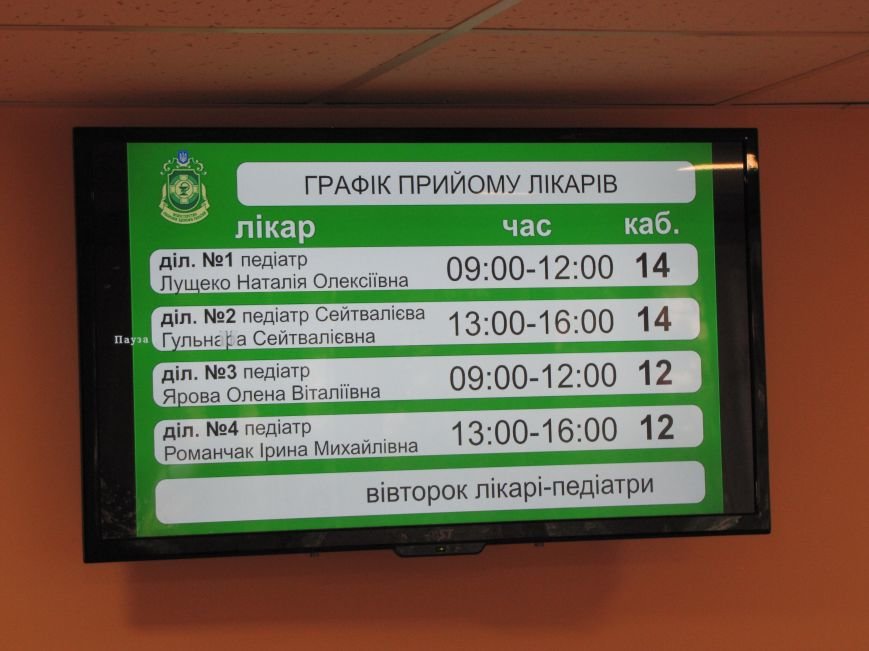 ГРАФІК ПРИЙОМУ ЛІКАРІВ
лікар час каб.
діл. №1 педіатр
Лущеко Наталія Олексіївна 09:00-12:00 14
діл. №2 педіатр Сейтвалієва
Гульнара Сейтвалієвна 13:00-16:00 14
Пауза
діл. №3 педіатр
Ярова Олена Віталіївна 09:00-12:00 12
діл. №4 педіатр
Романчак Ірина Михайлівна 13:00-16:00 12
вівторок лікарі-педіатри